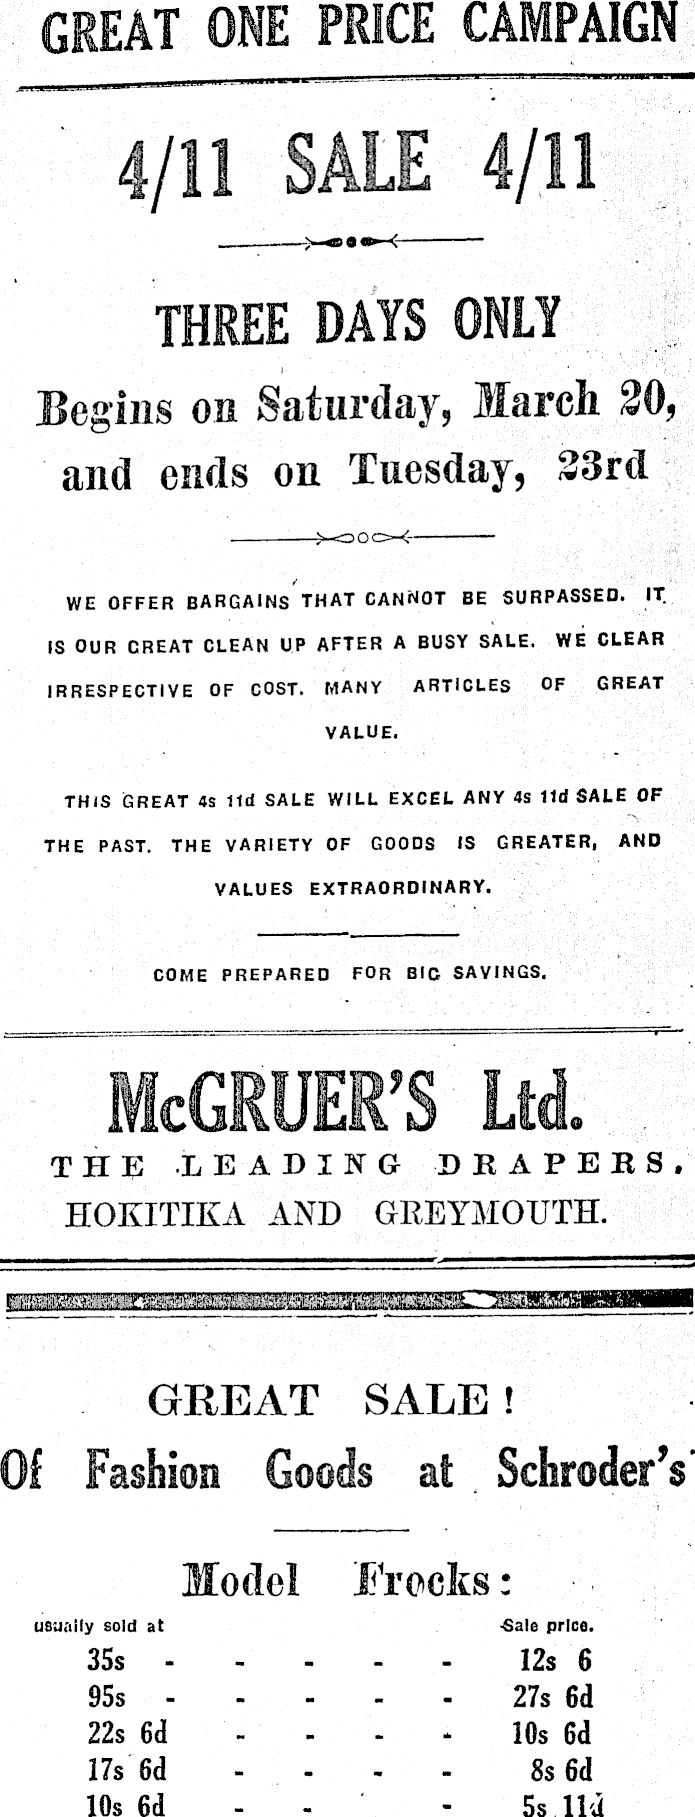 GREAT ONE PRICE CAMPAIGN
4/11 SALE 4/11
THREE DAYS ONLY
Begins on Saturday, March 20,
and ends on Tuesday, 23rd
WE OFFER BARGAINS THAT CANNOT BE SURPASSED. IT
IS OUR GREAT CLEAN UP AFTER A BUSY SALE. WE CLEAR
IRRESPECTIVE OF COST. MANY ARTICLES OF GREAT
VALUE.
THIS GREAT 4s 11d SALE WILL EXCEL ANY 4s 11d SALE OF
THE PAST. THE VARIETY OF GOODS IS GREATER, AND
VALUES EXTRAORDINARY.
COME PREPARED FOR BIG SAVINGS.
McGRUER'S Ltd.
THE LEADING DRAPERS.
HOKITIKA AND GREYMOUTH.
GREAT SALE!
Of Fashion Goods at Schroder's
Model Frocks:
usually sold at Sale price.
35s - - - - - 12s 6
95s - - - - - 27s 6d
22s 6d - - - - 10s 6d
17s 6d - - - - 8s 6d
10s 6d - - - 5s 11d